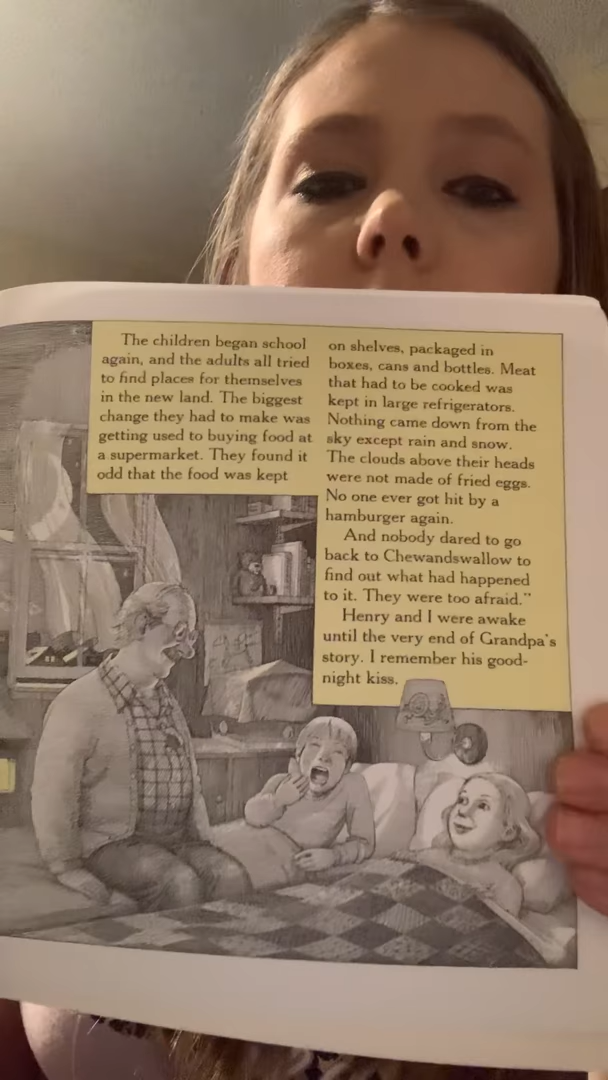 The children began school
again, and the adults all tried
to find places for themselves
in the new land. The biggest
change they had to make was
getting used to buying food at
a supermarket. They found it
odd that the food was kept
on shelves, packaged in
boxes, cans and bottles. Meat
that had to be cooked was
kept in large refrigerators.
Nothing came down from the
sky except rain and snow.
The clouds above their heads
were not made of fried eggs.
No one ever got hit by a
hamburger again.
And nobody dared to go
back to Chewandswallow to
find out what had happened
to it. They were too afraid."
Henry and I were awake
until the very end of Grandpa's
story. I remember his good-
night kiss.